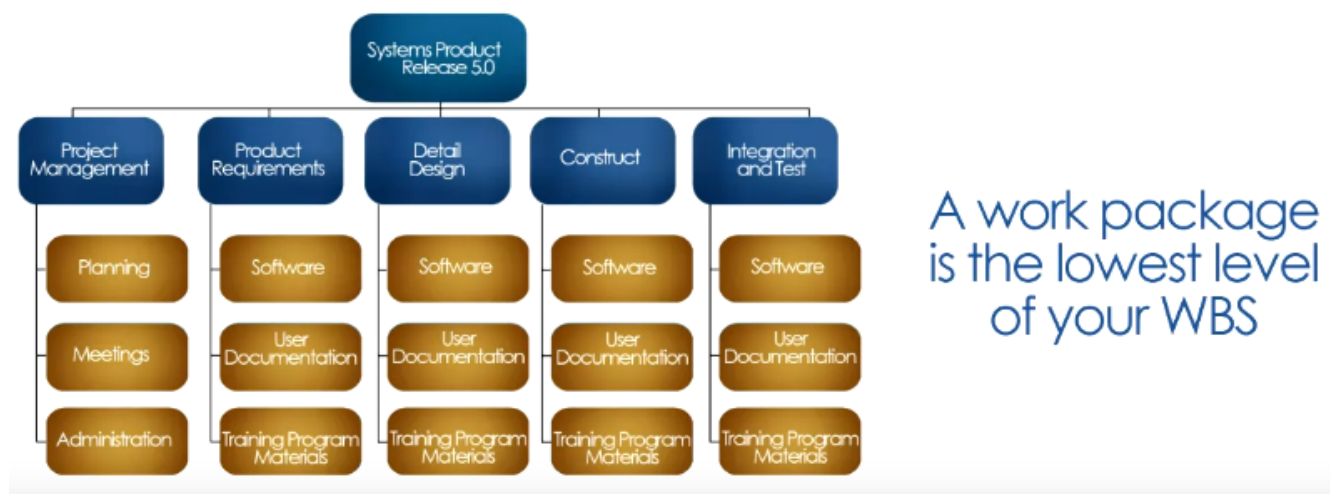 Systems Product
Release 5.0
Project
Management
Product
Requirements
Detail
Design
Construct
Integration
and Test
Planning
Software
Software
Software
Software
Meetings
User
Documentation
User
Documentation
User
Documentation
User
Documentation
Administration
Training Program
Materials
Training Program
Materials
Training Program
Materials
Training Program
Materials
A work package
is the lowest level
of your WBS